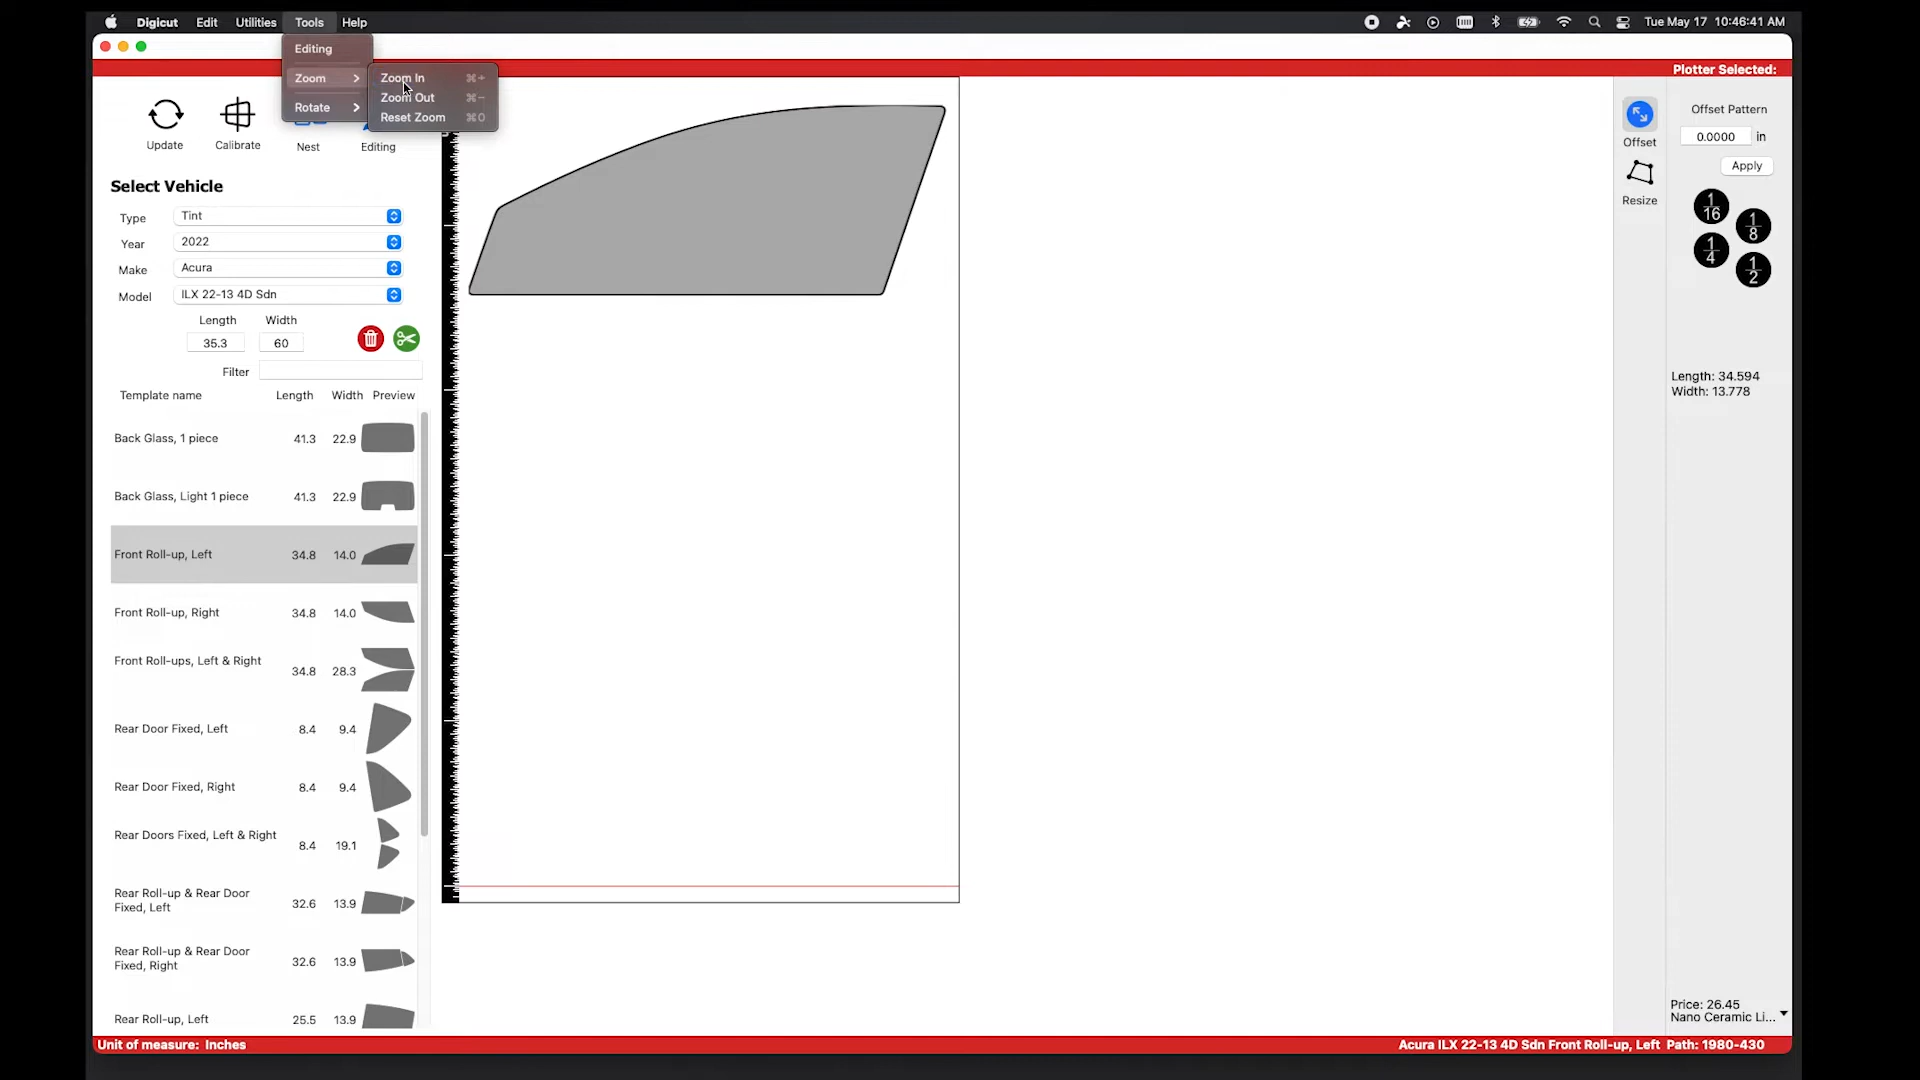 Digicut Edit Utilities Tools Help
Tue May 17 10:46:41 AM
Editing
Zoom
Rotate
Zoom In ⌘+
Zoom Out ⌘−
Reset Zoom ⌘0
Plotter Selected:
Update
Calibrate
Nest
Editing
Select Vehicle
Type Tint
Year 2022
Make Acura
Model ILX 22-13 4D Sdn
Length Width
35.3 60
Filter
Template name Length Width Preview
Back Glass, 1 piece 41.3 22.9
Back Glass, Light 1 piece 41.3 22.9
Front Roll-up, Left 34.8 14.0
Front Roll-up, Right 34.8 14.0
Front Roll-ups, Left & Right 34.8 28.3
Rear Door Fixed, Left 8.4 9.4
Rear Door Fixed, Right 8.4 9.4
Rear Doors Fixed, Left & Right 8.4 19.1
Rear Roll-up & Rear Door
Fixed, Left 32.6 13.9
Rear Roll-up & Rear Door
Fixed, Right 32.6 13.9
Rear Roll-up, Left 25.5 13.9
Offset
Resize
Offset Pattern
0.0000 in
Apply
1/16
1/8
1/4
1/2
Length: 34.594
Width: 13.778
Price: 26.45
Nano Ceramic Li...
Unit of measure: Inches
Acura ILX 22-13 4D Sdn Front Roll-up, Left Path: 1980-430